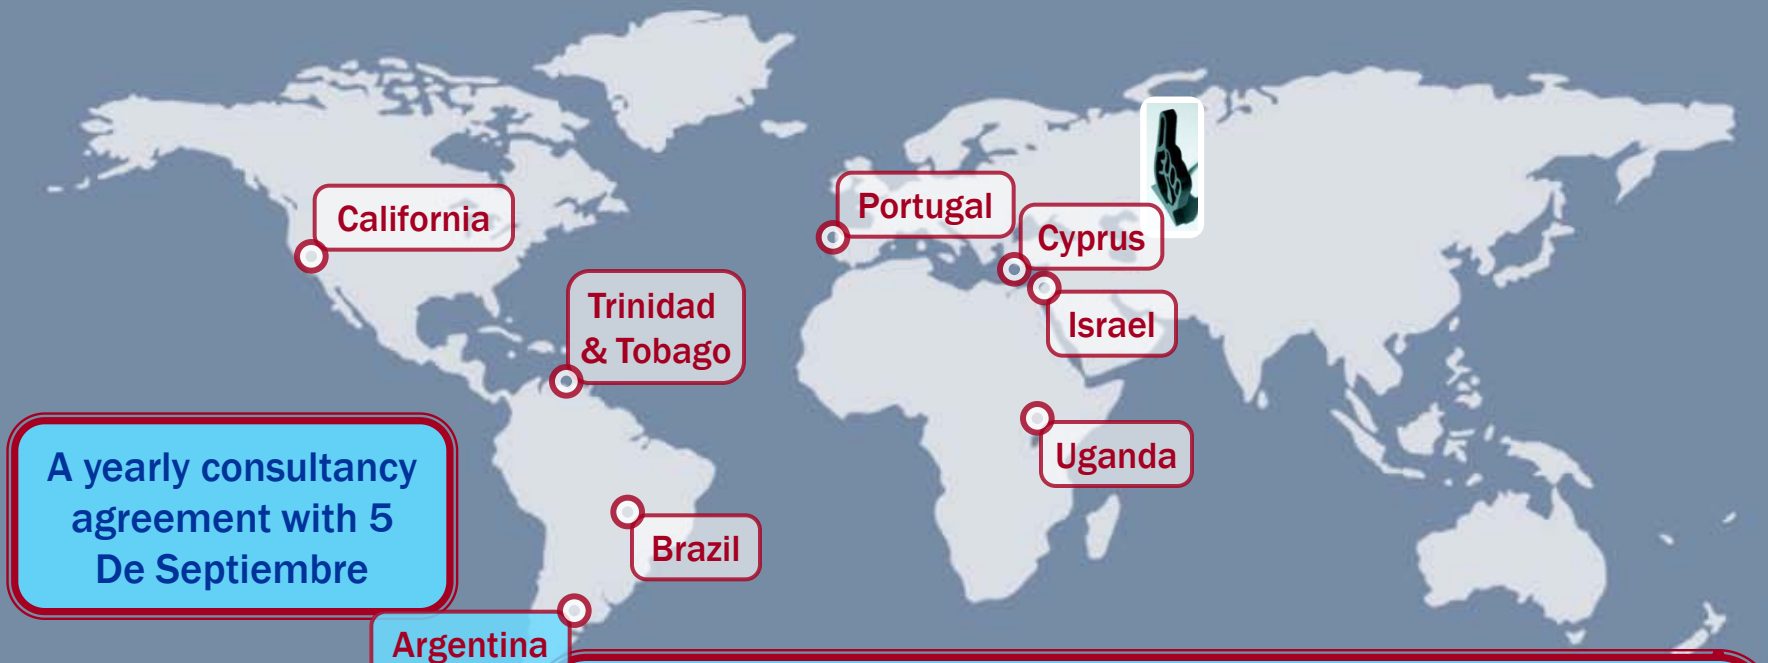 California
Portugal
Cyprus
Trinidad
& Tobago
Israel
Uganda
A yearly consultancy
agreement with 5
De Septiembre
Brazil
Argentina